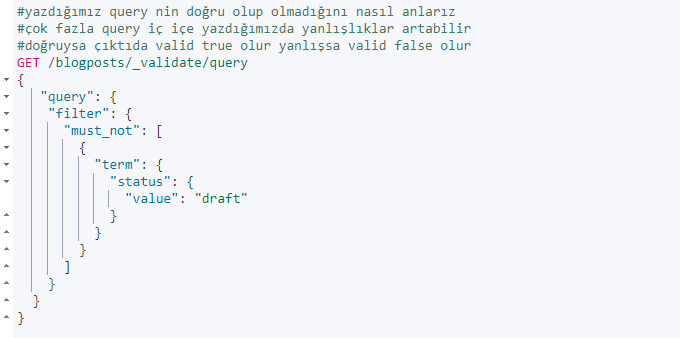 #yazdığımız query nin doğru olup olmadığını nasıl anlarız
#çok fazla query iç içe yazdığımızda yanlışlıklar artabilir
#doğruysa çıktıda valid true olur yanlışsa valid false olur
GET /blogposts/_validate/query
{
"query": {
"filter": {
"must_not": [
{
"term": {
"status": {
"value": "draft"
}
}
}
]
}
}
}